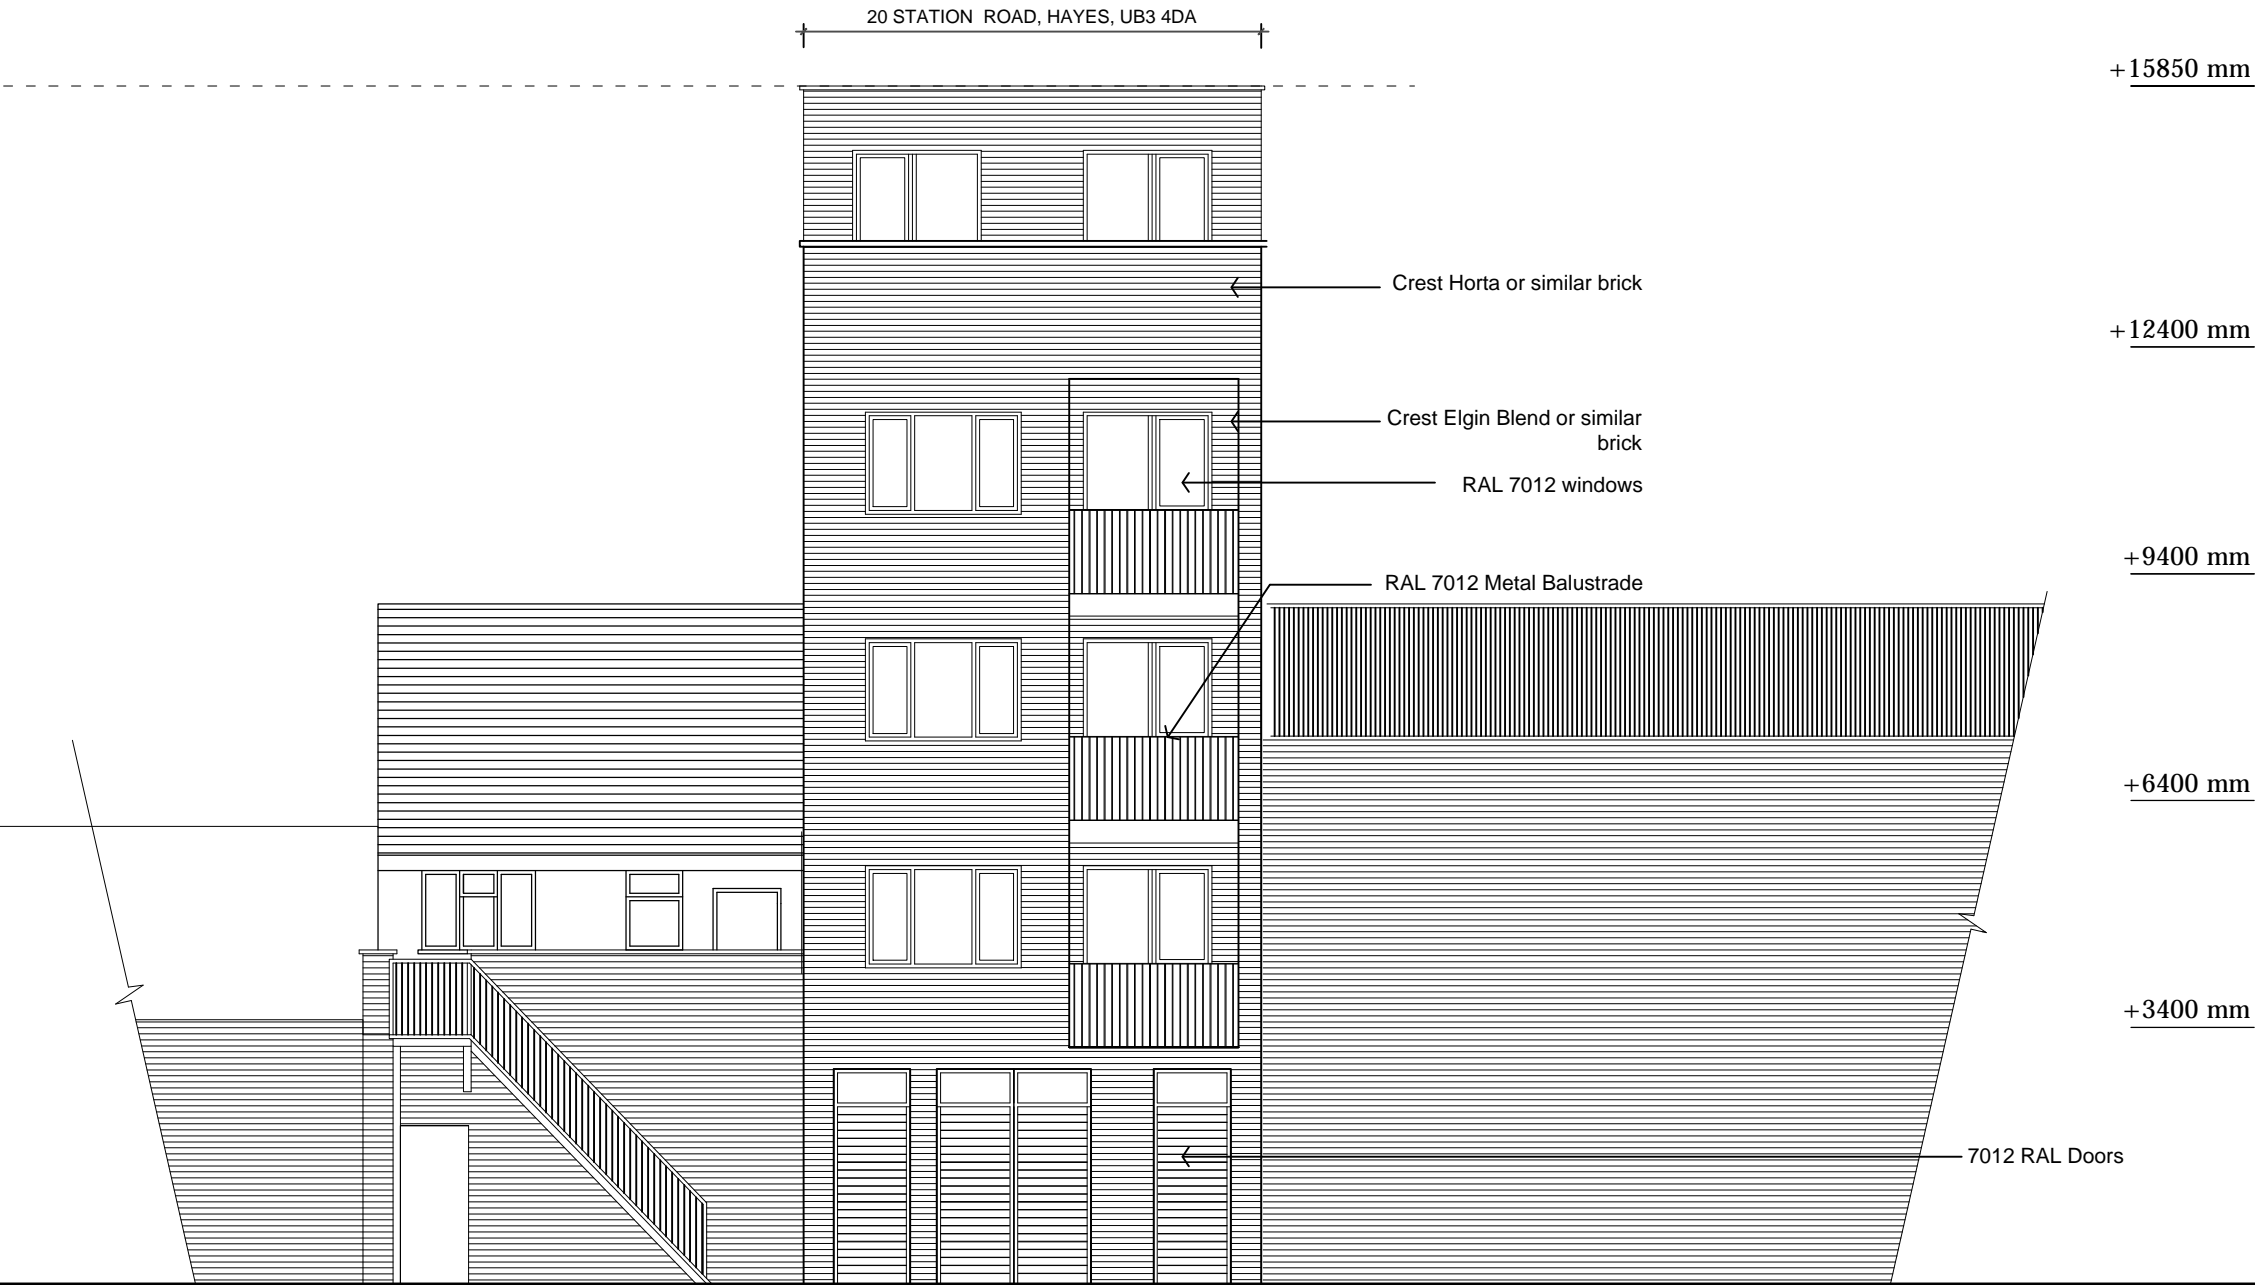 20 STATION ROAD, HAYES, UB3 4DA
+15850 mm
Crest Horta or similar brick
+12400 mm
Crest Elgin Blend or similar
brick
RAL 7012 windows
+9400 mm
RAL 7012 Metal Balustrade
+6400 mm
+3400 mm
7012 RAL Doors